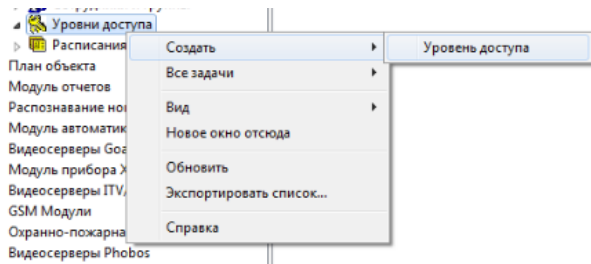 Уровни доступа
Расписания
План объекта
Модуль отчетов
Распознавание но
Модуль автоматик
Видеосерверы Goa
Модуль прибора X
Видеосерверы ITV,
GSM Модули
Охранно-пожарна
Видеосерверы Phobos
Создать
Все задачи
Вид
Новое окно отсюда
Обновить
Экспортировать список...
Справка
Уровень доступа